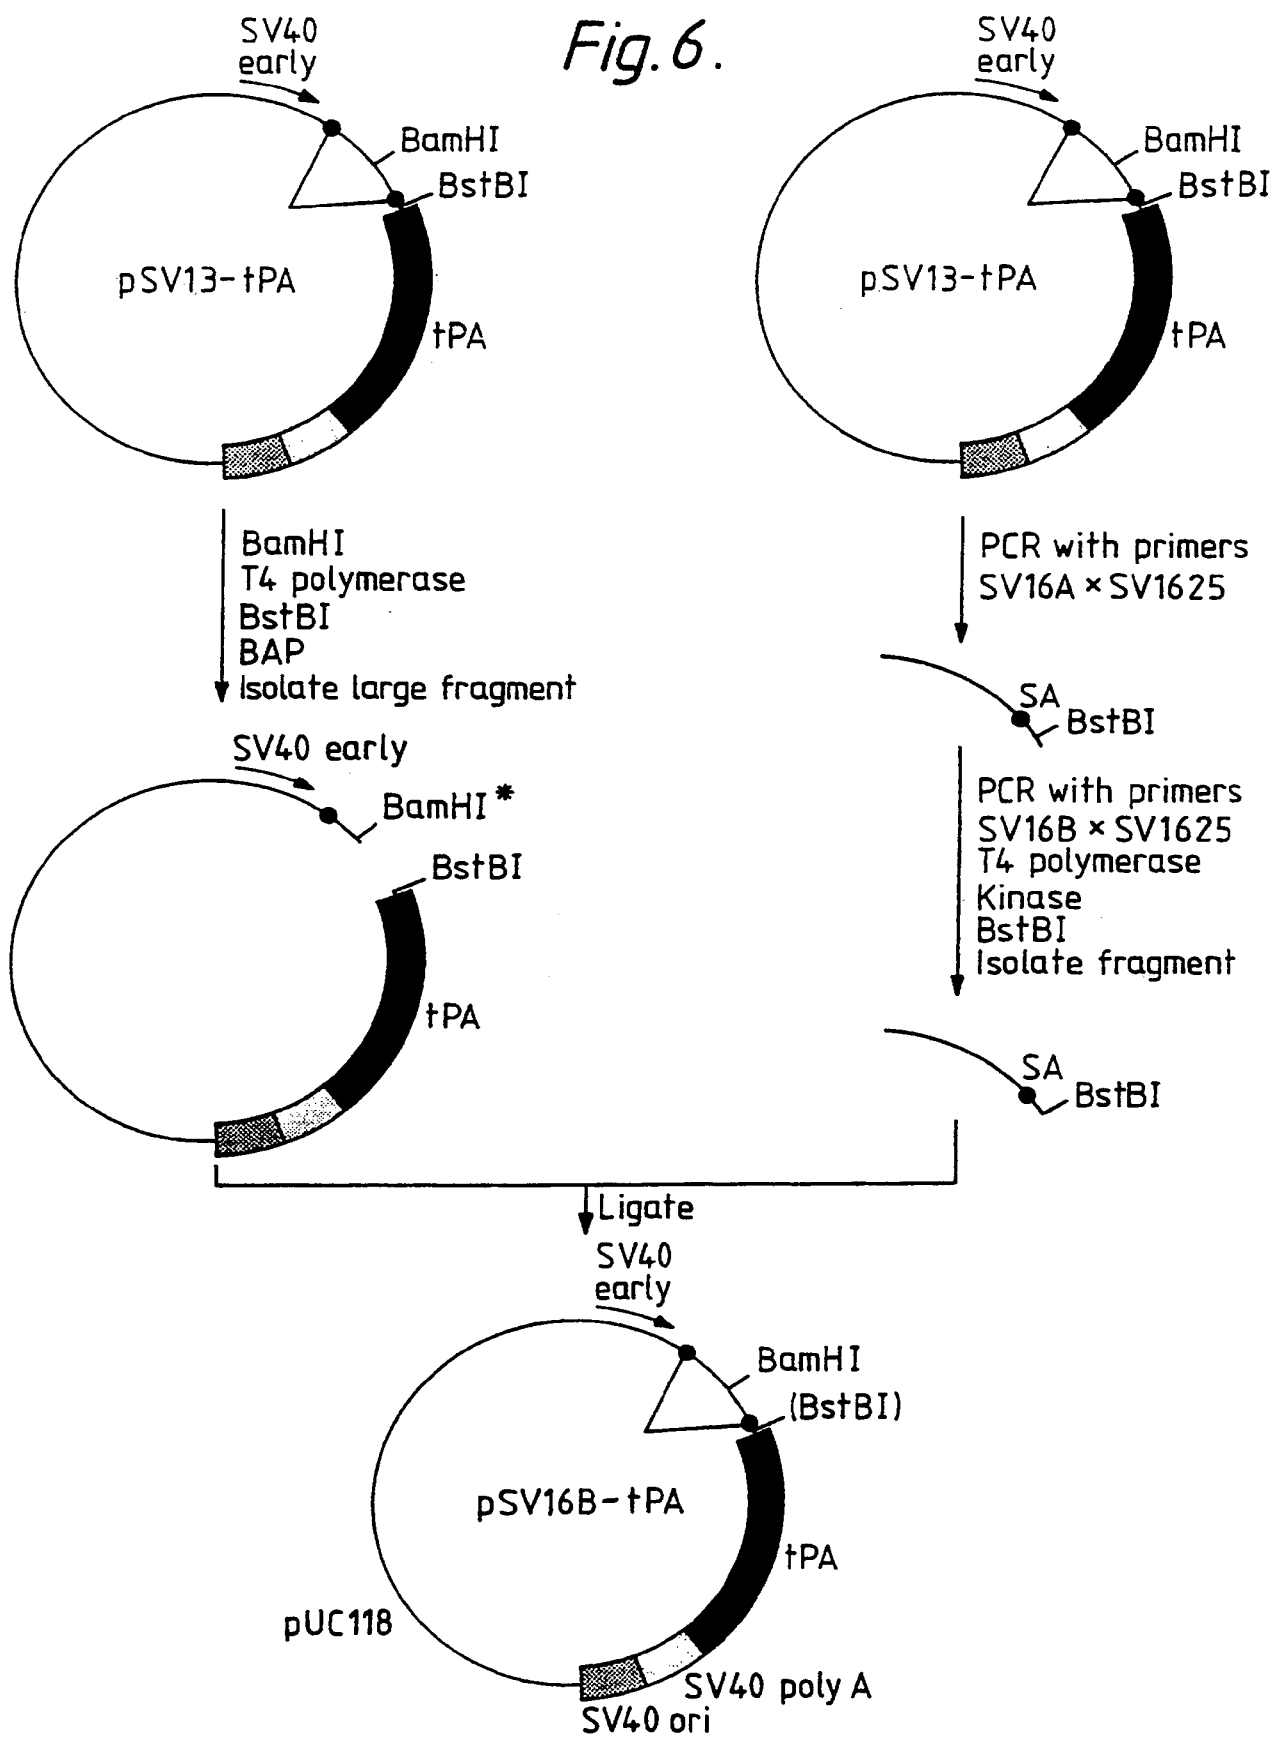 Fig. 6.
SV40
early
BamHI
BstBI
pSV13-tPA
tPA
SV40
early
BamHI
BstBI
pSV13-tPA
tPA
BamHI
T4 polymerase
BstBI
BAP
Isolate large fragment
PCR with primers
SV16A × SV1625
SA
BstBI
SV40 early
BamHI*
BstBI
tPA
PCR with primers
SV16B × SV1625
T4 polymerase
Kinase
BstBI
Isolate fragment
SA
BstBI
Ligate
SV40
early
BamHI
(BstBI)
pSV16B-tPA
tPA
pUC118
SV40 poly A
SV40 ori